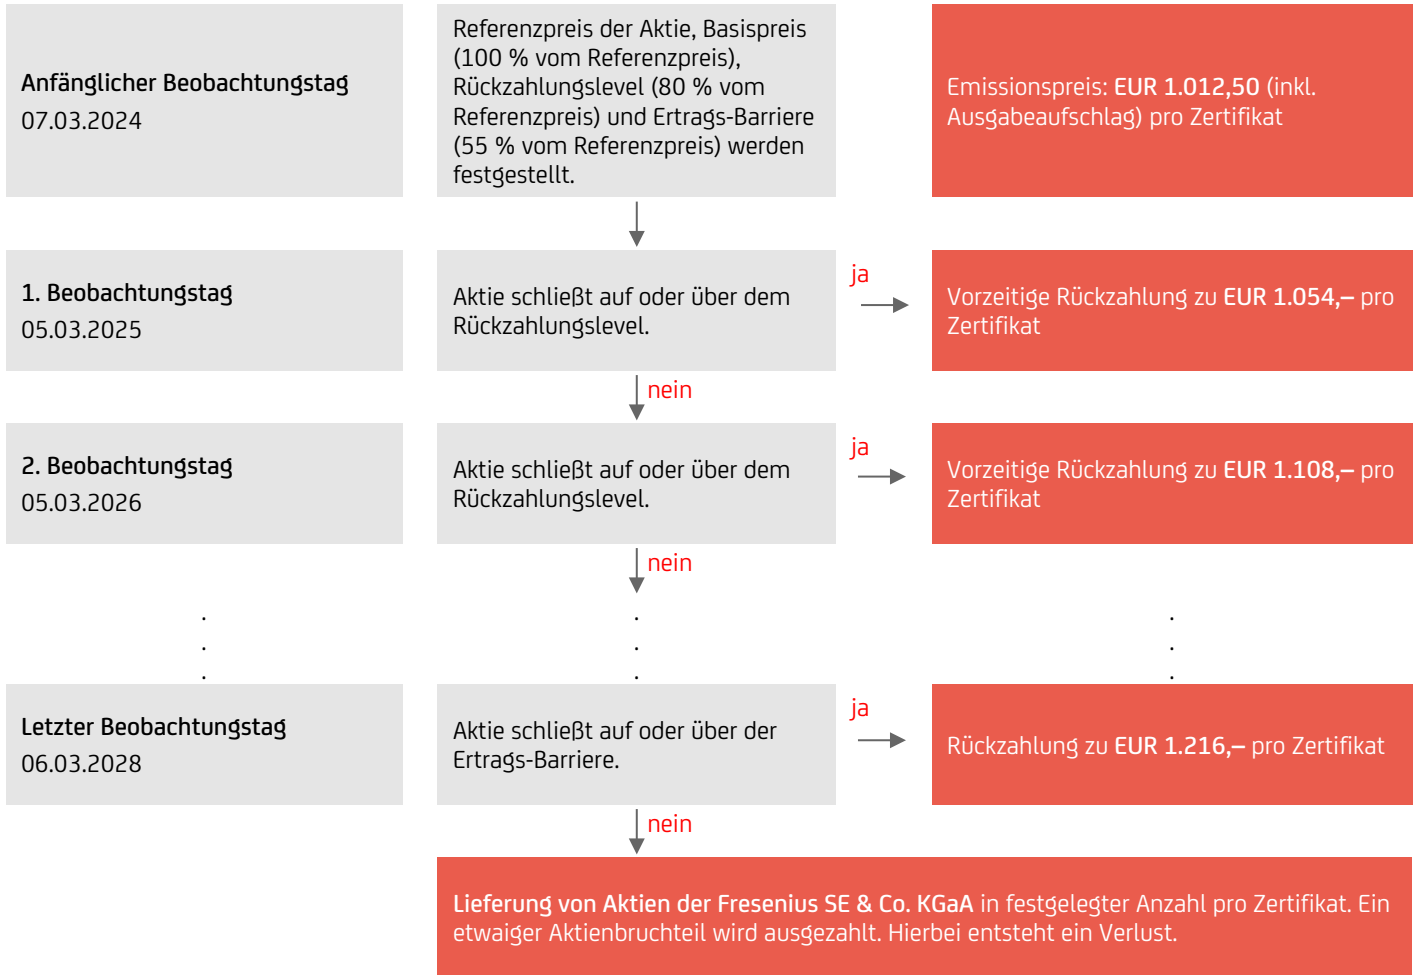 Anfänglicher Beobachtungstag
07.03.2024
Referenzpreis der Aktie, Basispreis
(100 % vom Referenzpreis),
Rückzahlungslevel (80 % vom
Referenzpreis) und Ertrags-Barriere
(55 % vom Referenzpreis) werden
festgestellt.
Emissionspreis: EUR 1.012,50 (inkl.
Ausgabeaufschlag) pro Zertifikat
1. Beobachtungstag
05.03.2025
Aktie schließt auf oder über dem
Rückzahlungslevel.
ja
Vorzeitige Rückzahlung zu EUR 1.054,– pro
Zertifikat
nein
2. Beobachtungstag
05.03.2026
Aktie schließt auf oder über dem
Rückzahlungslevel.
ja
Vorzeitige Rückzahlung zu EUR 1.108,– pro
Zertifikat
nein
. . .
. . .
. . .
Letzter Beobachtungstag
06.03.2028
Aktie schließt auf oder über der
Ertrags-Barriere.
ja
Rückzahlung zu EUR 1.216,– pro Zertifikat
nein
Lieferung von Aktien der Fresenius SE & Co. KGaA in festgelegter Anzahl pro Zertifikat. Ein
etwaiger Aktienbruchteil wird ausgezahlt. Hierbei entsteht ein Verlust.